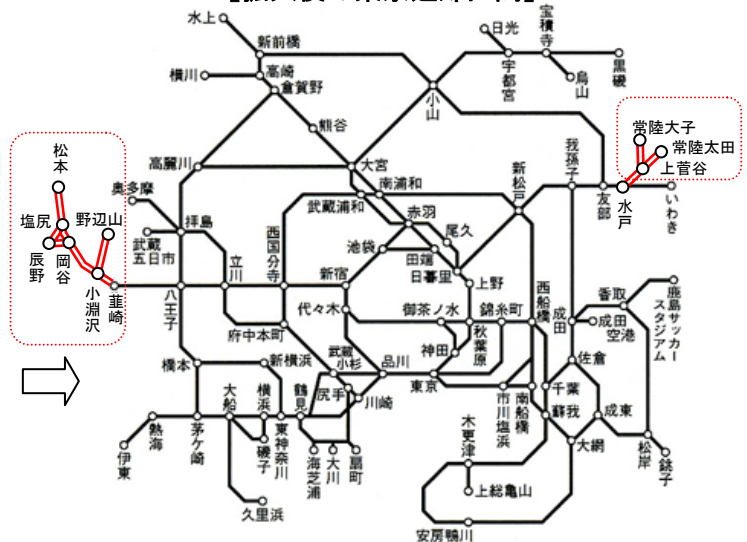 水上
新前橋
横川
高崎
倉賀野
熊谷
日光
宇都宮
宝積寺
烏山
黒磯
小山
常陸大子
常陸太田
上菅谷
水戸
いわき
友部
我孫子
新松戸
高麗川
大宮
南浦和
武蔵浦和
赤羽
尾久
池袋
田端
日暮里
上野
奥多摩
拝島
武蔵五日市
立川
西国分寺
新宿
代々木
御茶ノ水
錦糸町
秋葉原
神田
西船橋
成田
成田空港
香取
鹿島サッカースタジアム
佐倉
松本
塩尻
野辺山
辰野
岡谷
小淵沢
韮崎
八王子
府中本町
橋本
新横浜
武蔵小杉
尻手
品川
川崎
東京
市川塩浜
南船橋
千葉
蘇我
成東
大網
松岸
銚子
大船
横浜
鶴見
熱海
伊東
茅ケ崎
磯子
東神奈川
海芝浦
大川
扇町
久里浜
木更津
上総亀山
安房鴨川